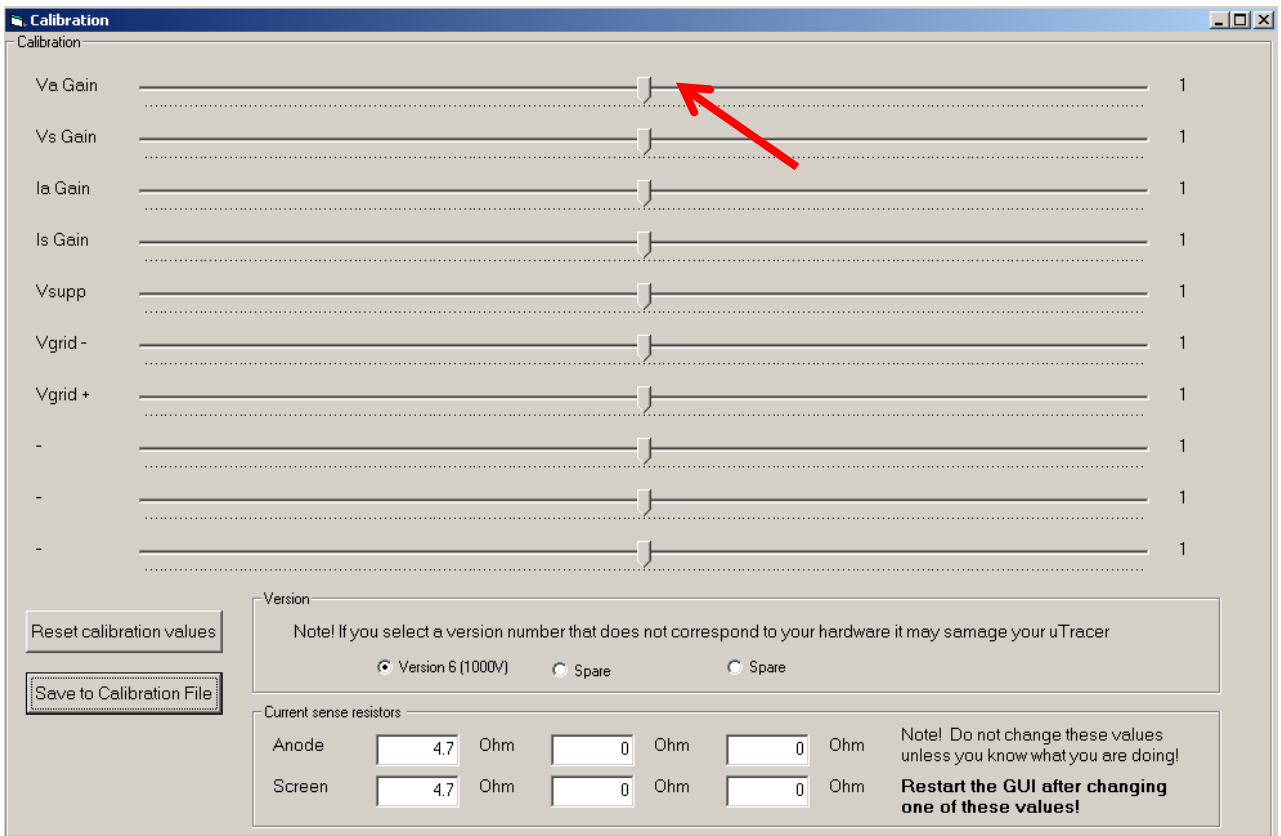 Calibration
Calibration
Va Gain 1
Vs Gain 1
Ia Gain 1
Is Gain 1
Vsupp 1
Vgrid - 1
Vgrid + 1
- 1
- 1
- 1
Reset calibration values
Save to Calibration File
Version
Note! If you select a version number that does not correspond to your hardware it may samage your uTracer
Version 6 (1000V) Spare Spare
Current sense resistors
Anode 4.7 Ohm 0 Ohm 0 Ohm
Screen 4.7 Ohm 0 Ohm 0 Ohm
Note! Do not change these values
unless you know what you are doing!
Restart the GUI after changing
one of these values!